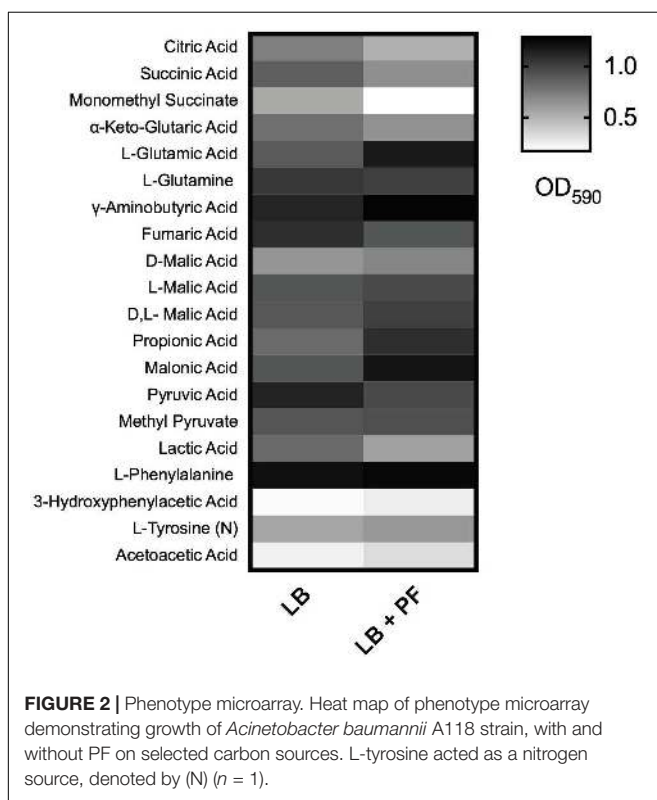 Citric Acid
Succinic Acid
Monomethyl Succinate
α-Keto-Glutaric Acid
L-Glutamic Acid
L-Glutamine
γ-Aminobutyric Acid
Fumaric Acid
D-Malic Acid
L-Malic Acid
D,L- Malic Acid
Propionic Acid
Malonic Acid
Pyruvic Acid
Methyl Pyruvate
Lactic Acid
L-Phenylalanine
3-Hydroxyphenylacetic Acid
L-Tyrosine (N)
Acetoacetic Acid
LB
LB + PF
1.0
0.5
OD590
FIGURE 2 | Phenotype microarray. Heat map of phenotype microarray
demonstrating growth of Acinetobacter baumannii A118 strain, with and
without PF on selected carbon sources. L-tyrosine acted as a nitrogen
source, denoted by (N) (n = 1).